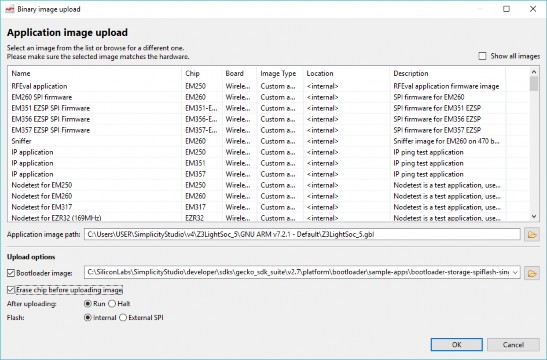 Binary image upload
Application image upload
Select an image from the list or browse for a different one.
Please make sure the selected image matches the hardware.
Show all images
Name Chip Board Image Type Location Description
RFEval application EM250 Wirele... Custom a... <internal> RFEval application firmware image
EM260 SPI firmware EM260 Wirele... Custom a... <internal> SPI firmware for EM260
EM351 EZSP SPI Firmware EM351-E... Wirele... Custom a... <internal> SPI firmware for EM351 EZSP
EM356 EZSP SPI Firmware EM356-E... Wirele... Custom a... <internal> SPI firmware for EM356 EZSP
EM357 EZSP SPI Firmware EM357-E... Wirele... Custom a... <internal> SPI firmware for EM357 EZSP
Sniffer EM260 Wirele... Custom a... <internal> Sniffer image for EM260 on 470 b...
IP application EM250 Wirele... Custom a... <internal> IP ping test application
IP application EM351 Wirele... Custom a... <internal> IP ping test application
IP application EM357 Wirele... Custom a... <internal> IP ping test application
Nodetest for EM250 EM250 Wirele... Custom a... <internal> Nodetest is a test application, use...
Nodetest for EM260 EM260 Wirele... Custom a... <internal> Nodetest is a test application, use...
Nodetest for EM317 EM317 Wirele... Custom a... <internal> Nodetest is a test application, use...
Nodetest for EZR32 (169MHz) EZR32 Wirele... Custom a... <internal> Nodetest is a test application, use...
Application image path: C:\Users\USER\SimplicityStudio\v4\Z3LightSoc_5\GNU ARM v7.2.1 - Default\Z3LightSoc_5.gbl
Upload options
Bootloader image: C:\SiliconLabs\SimplicityStudio\developer\sdks\gecko_sdk_suite\v2.7\platform\bootloader\sample-apps\bootloader-storage-spiflash-sing
Erase chip before uploading image
After uploading: Run Halt
Flash: Internal External SPI
OK Cancel